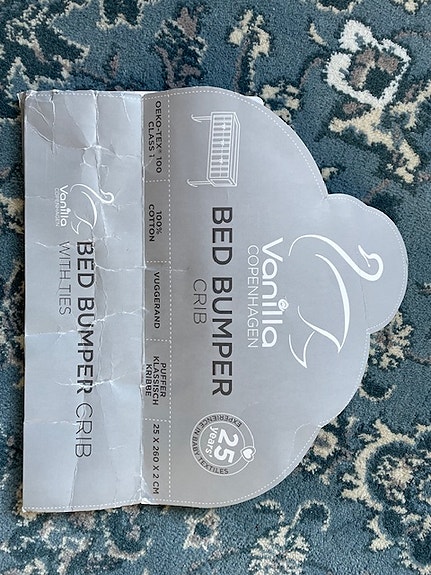 Vanilla
COPENHAGEN
BED BUMPER
CRIB
25
years'
EXPERIENCE IN BABY TEXTILES
OEKO-TEX® 100
CLASS 1
100%
COTTON
VUGGERAND
PUFFER
KLASSISCH
KRIBBE
25 X 260 X 2 CM
Vanilla
COPENHAGEN
BED BUMPER CRIB
WITH TIES